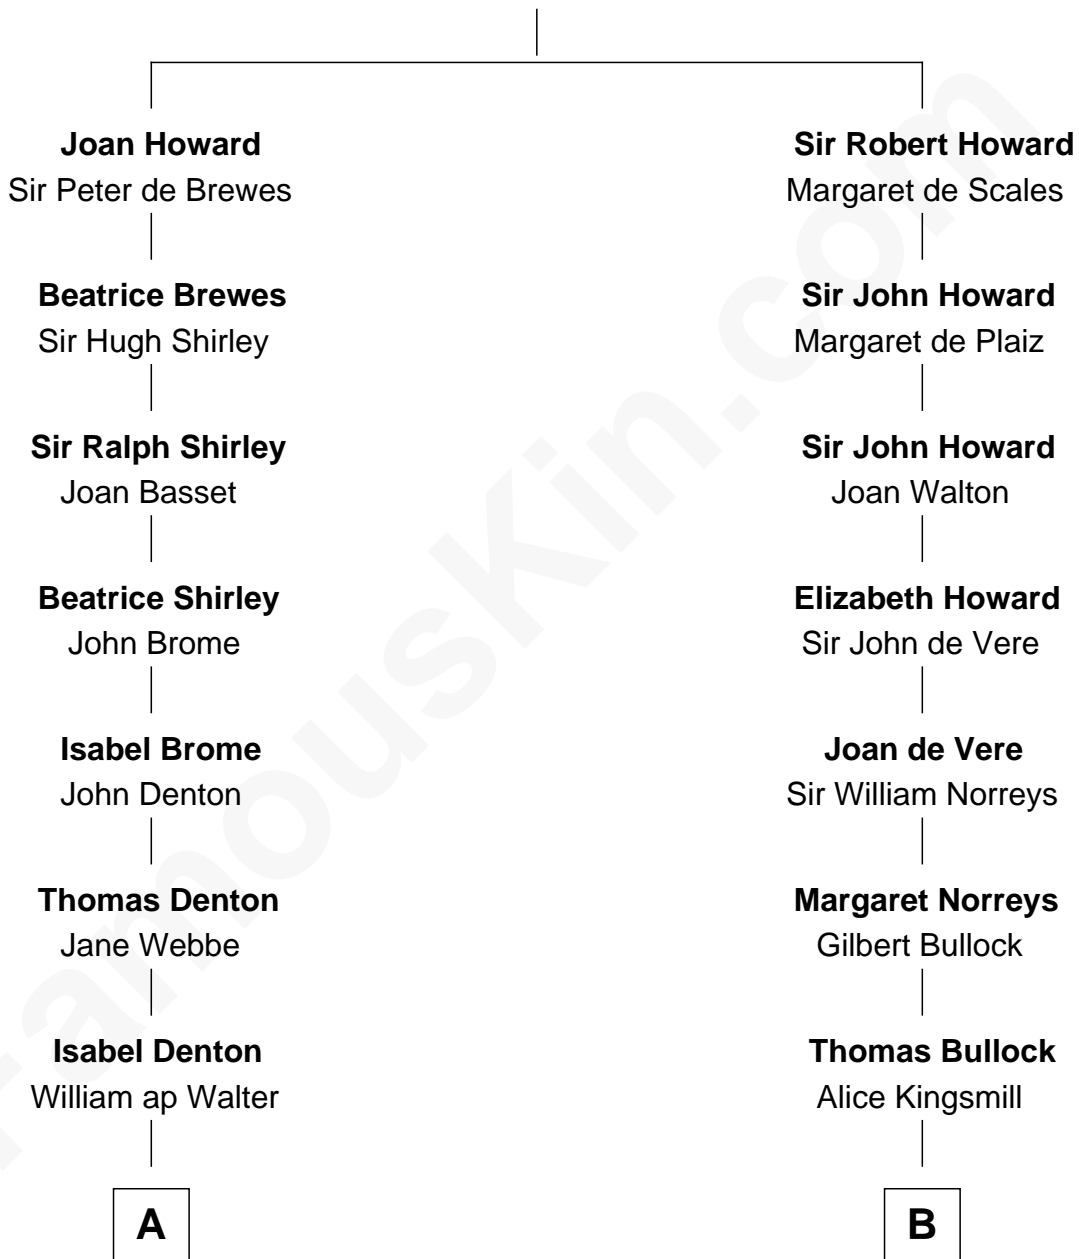 Joan Howard
Sir Peter de Brewes
Beatrice Brewes
Sir Hugh Shirley
Sir Ralph Shirley
Joan Basset
Beatrice Shirley
John Brome
Isabel Brome
John Denton
Thomas Denton
Jane Webbe
Isabel Denton
William ap Walter
A
Sir Robert Howard
Margaret de Scales
Sir John Howard
Margaret de Plaiz
Sir John Howard
Joan Walton
Elizabeth Howard
Sir John de Vere
Joan de Vere
Sir William Norreys
Margaret Norreys
Gilbert Bullock
Thomas Bullock
Alice Kingsmill
B
FamousKin.com